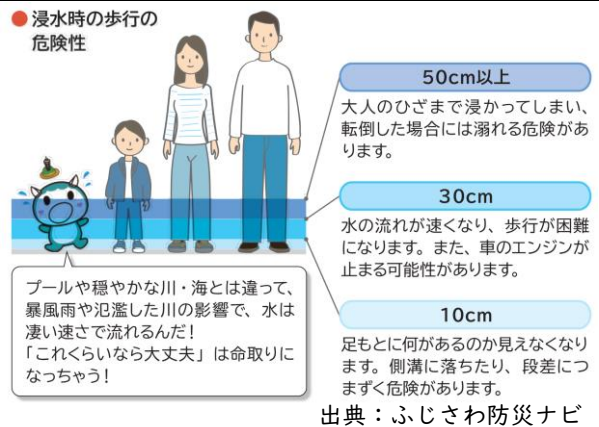 ●浸水時の歩行の
危険性
50cm以上
大人のひざまで浸かってしまい、
転倒した場合には溺れる危険があ
ります。
30cm
水の流れが速くなり、歩行が困難
になります。また、車のエンジンが
止まる可能性があります。
10cm
足もとに何があるのか見えなくなり
ます。側溝に落ちたり、段差につ
まずく危険があります。
プールや穏やかな川・海とは違って、
暴風雨や氾濫した川の影響で、水は
凄い速さで流れるんだ！
「これくらいなら大丈夫」は命取りに
なっちゃう！
出典：ふじさわ防災ナビ